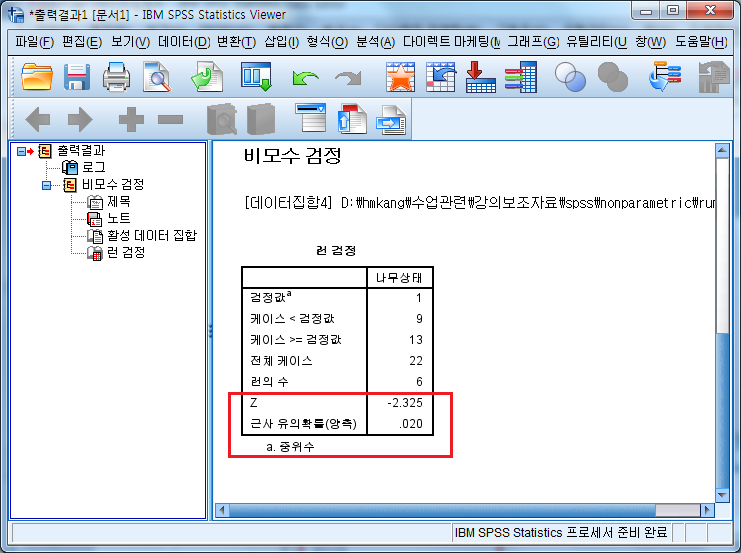 *출력결과1 [문서1] - IBM SPSS Statistics Viewer
파일(F) 편집(E) 보기(V) 데이터(D) 변환(T) 삽입(I) 형식(O) 분석(A) 다이렉트 마케팅(M 그래프(G) 유틸리티(U 창(W) 도움말(H)
출력결과
로그
비모수 검정
제목
노트
활성 데이터 집합
런 검정
비모수 검정
[데이터집합4] D:\hmkang\수업관련\강의보조자료\spss\nonparametric\rur
런 검정
나무상태
검정값a 1
케이스 < 검정값 9
케이스 >= 검정값 13
전체 케이스 22
런의 수 6
Z -2.325
근사 유의확률(양측) .020
a. 중위수
IBM SPSS Statistics 프로세서 준비 완료